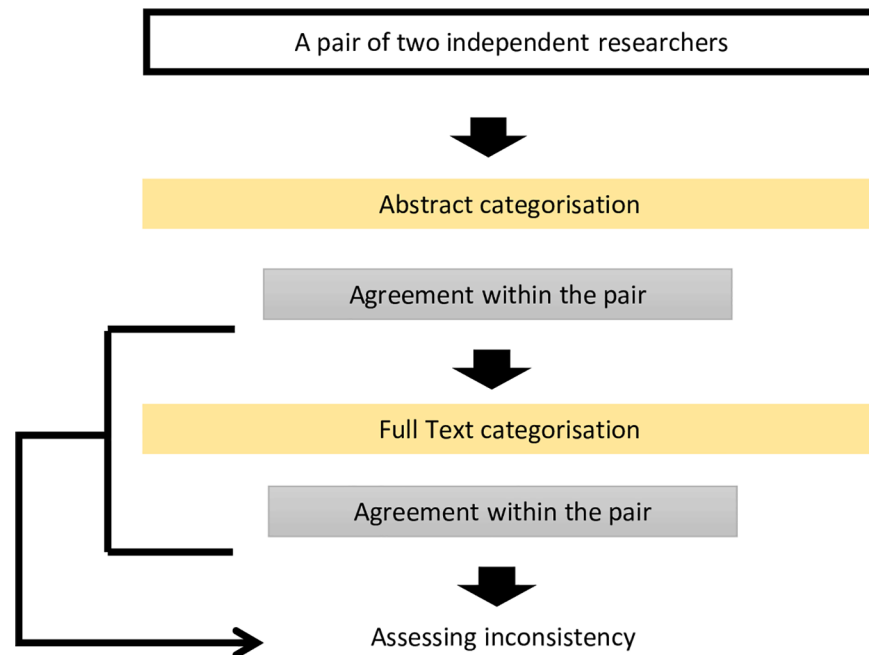 A pair of two independent researchers
Abstract categorisation
Agreement within the pair
Full Text categorisation
Agreement within the pair
Assessing inconsistency